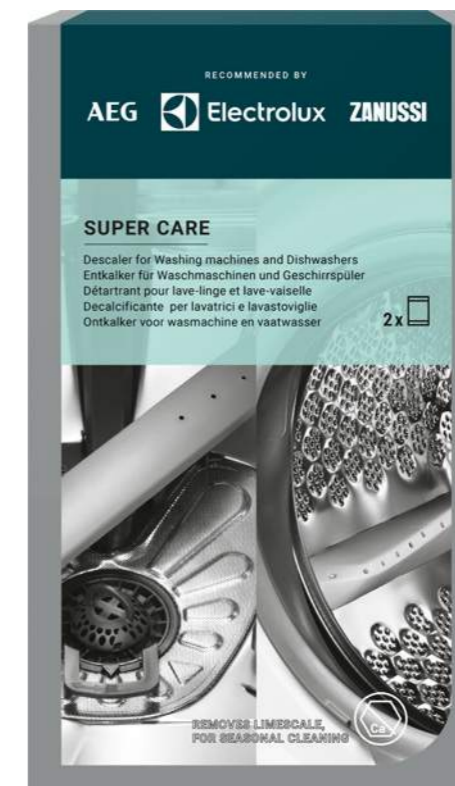 RECOMMENDED BY
AEG Electrolux ZANUSSI
SUPER CARE
Descaler for Washing machines and Dishwashers
Entkalker für Waschmaschinen und Geschirrspüler
Détartrant pour lave-linge et lave-vaiselle
Decalcificante per lavatrici e lavastoviglie
Ontkalker voor wasmachine en vaatwasser
2x
REMOVES LIMESCALE,
FOR SEASONAL CLEANING
Ca